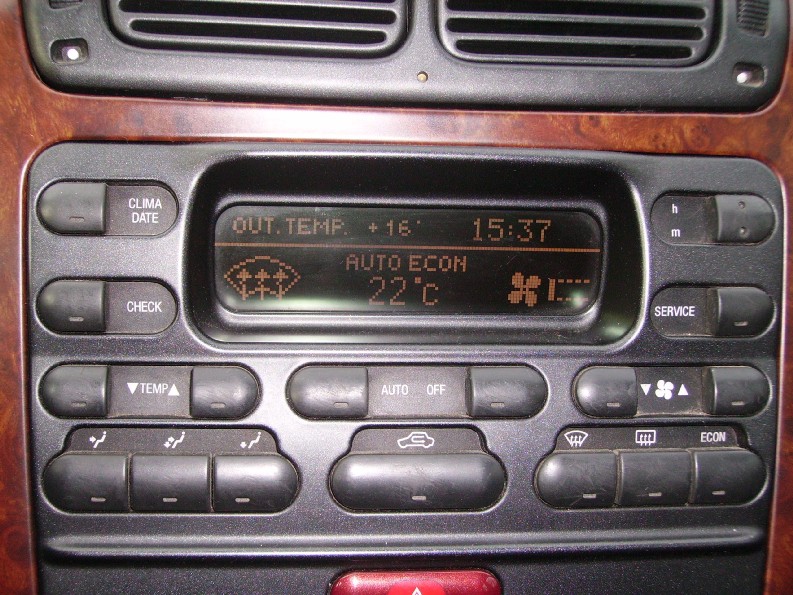 CLIMA
DATE
OUT.TEMP. +16°
15:37
h
m
AUTO ECON
22°C
CHECK
SERVICE
▼TEMP▲
AUTO OFF
▼ ▲
ECON